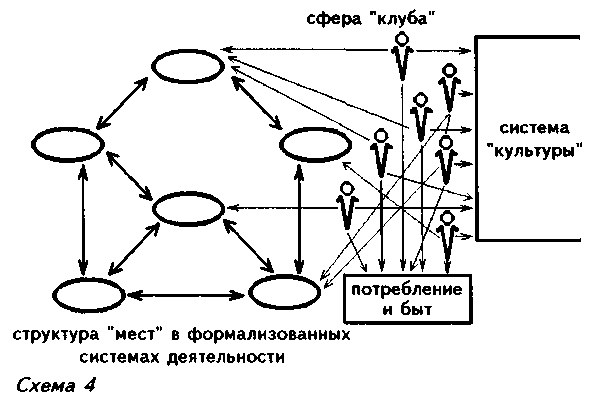 сфера "клуба"
система
"культуры"
потребление
и быт
структура "мест" в формализованных
системах деятельности
Схема 4